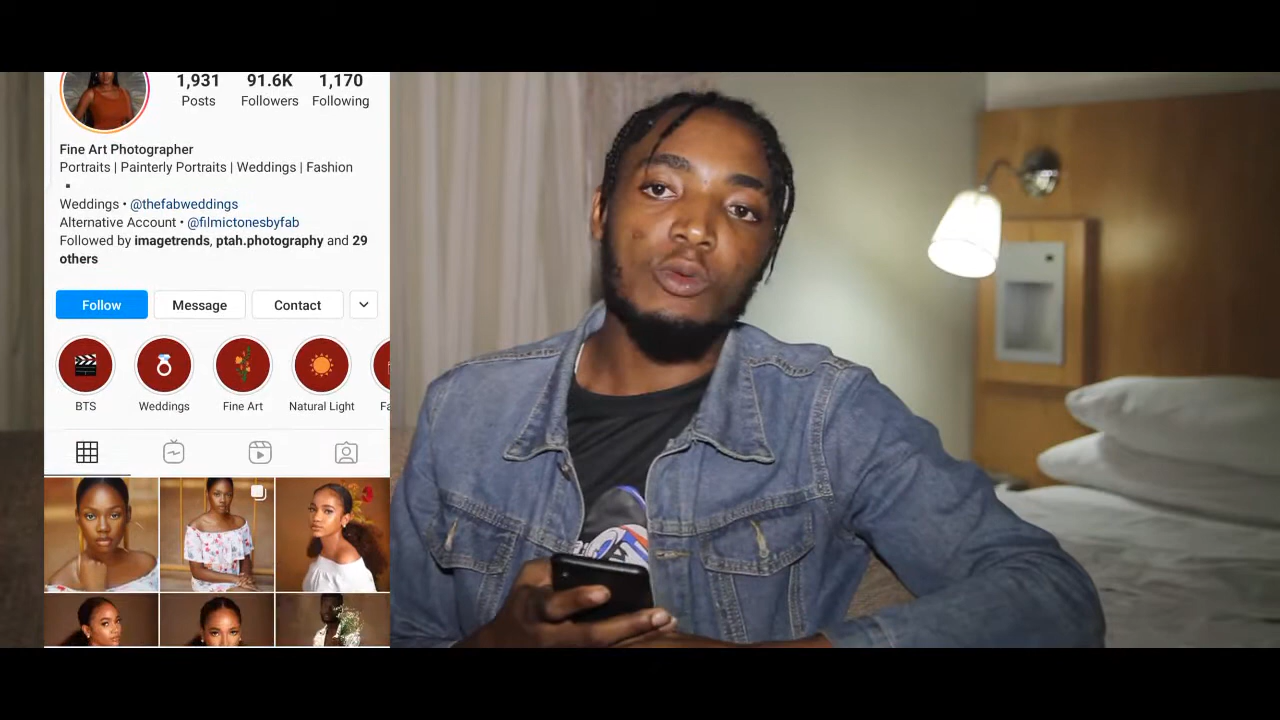 1,931 91.6K 1,170
Posts Followers Following
Fine Art Photographer
Portraits | Painterly Portraits | Weddings | Fashion
Weddings • @thefabweddings
Alternative Account • @filmictonesbyfab
Followed by imagetrends, ptah.photography and 29
others
Follow Message Contact
BTS Weddings Fine Art Natural Light